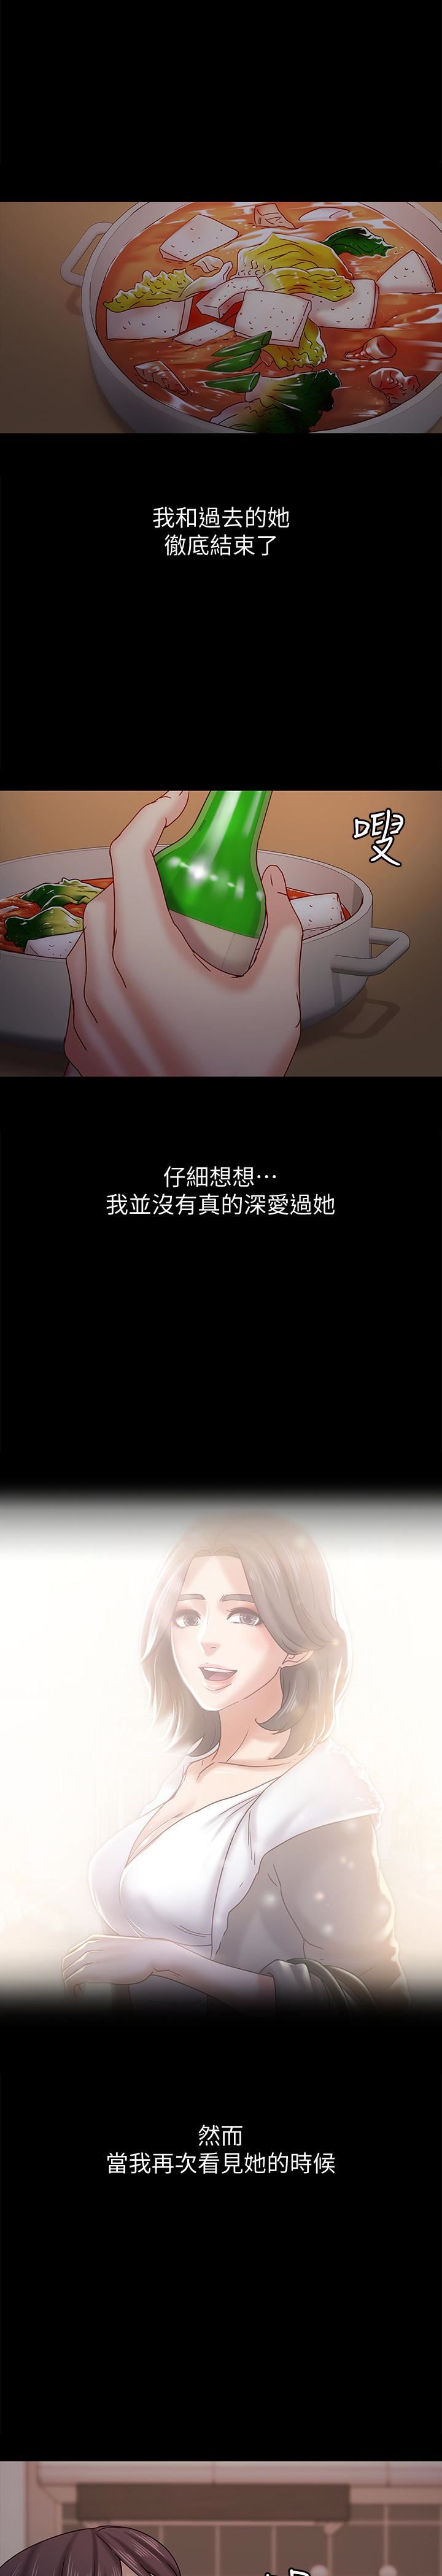 我和過去的她
徹底結束了
嗖
仔細想想⋯
我並沒有真的深愛過她
然而
當我再次看見她的時候